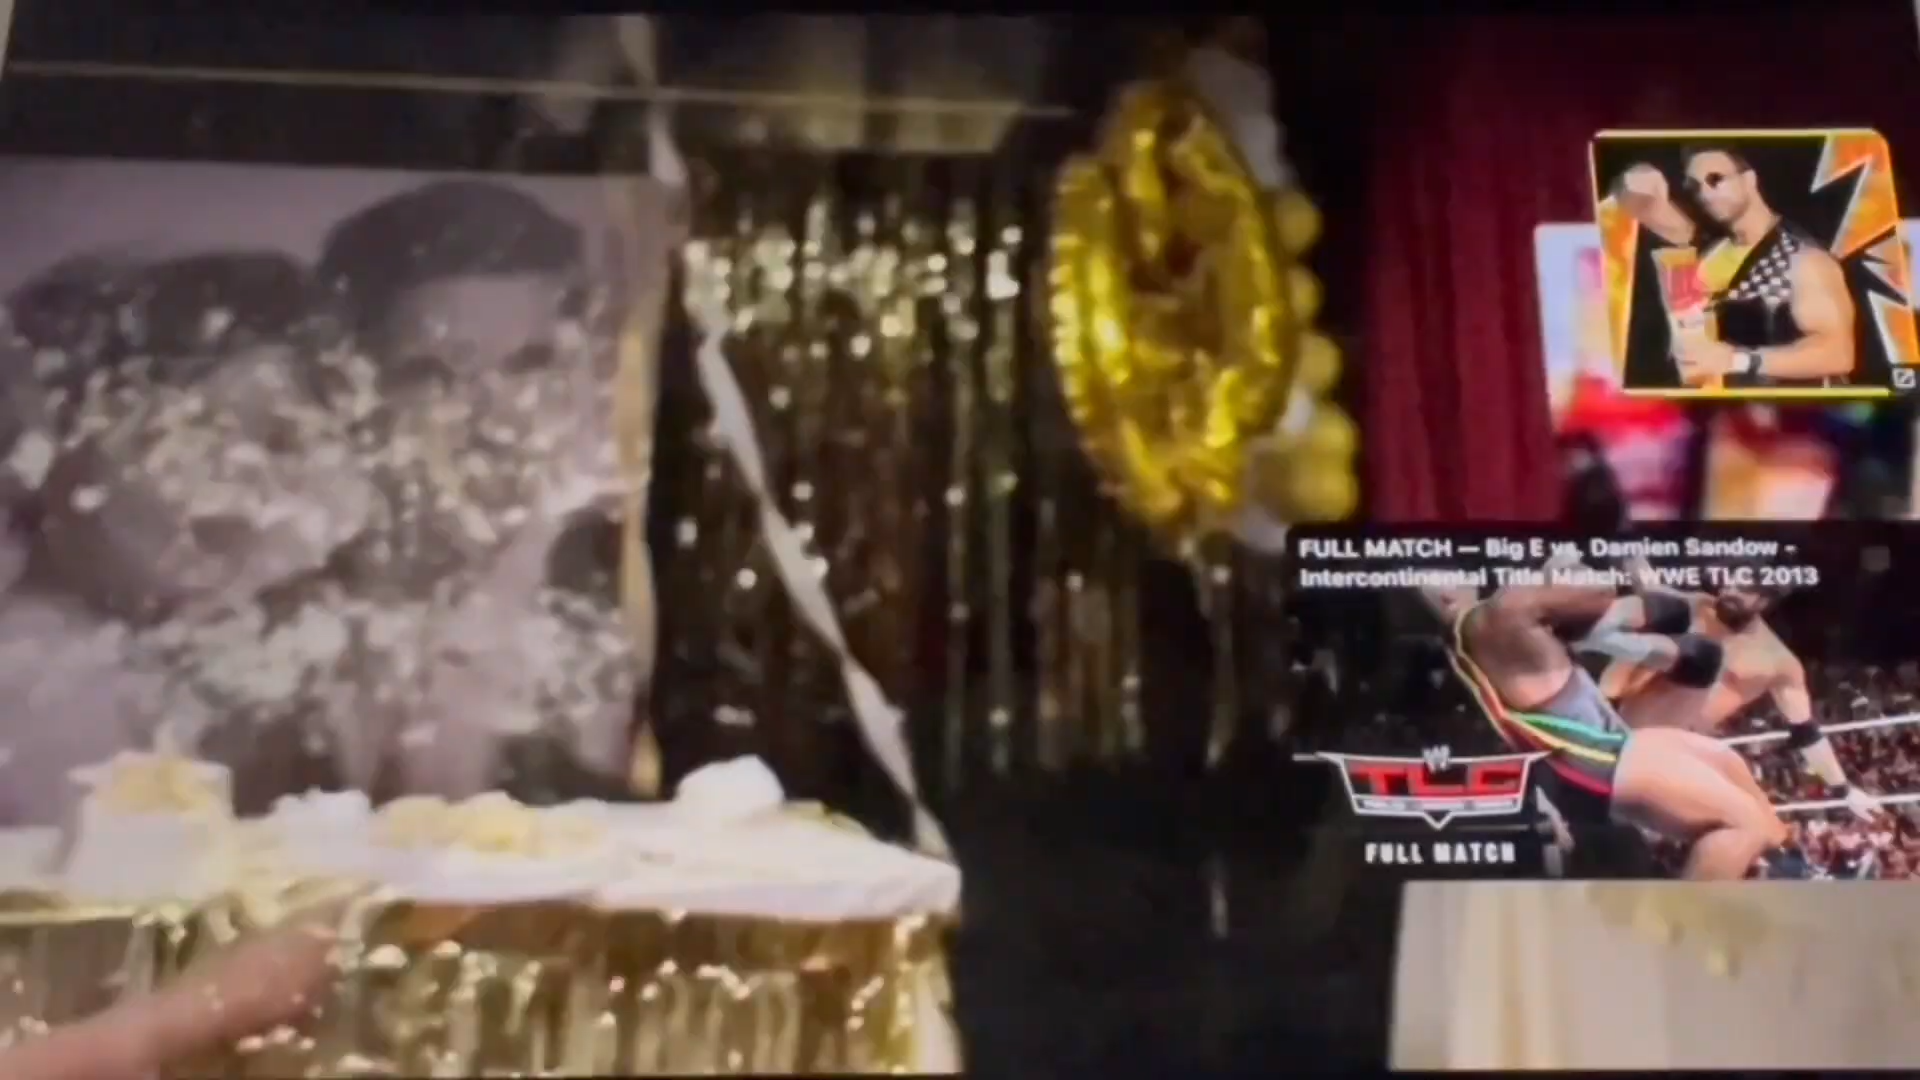 FULL MATCH — Big E vs. Damien Sandow -
Intercontinental Title Match: WWE TLC 2013
W
TLC
FULL MATCH